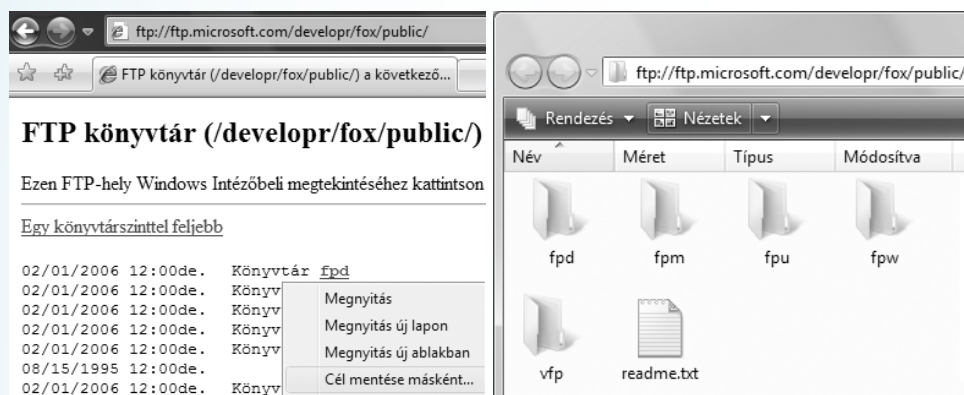 ftp://ftp.microsoft.com/developr/fox/public/
FTP könyvtár (/developr/fox/public/) a következő...
FTP könyvtár (/developr/fox/public/)
Ezen FTP-hely Windows Intézőbeli megtekintéséhez kattintson
Egy könyvtárszinttel feljebb
02/01/2006 12:00de. Könyvtár fpd
02/01/2006 12:00de. Könyv
02/01/2006 12:00de. Könyv
02/01/2006 12:00de. Könyv
02/01/2006 12:00de. Könyv
08/15/1995 12:00de.
02/01/2006 12:00de. Könyv
Megnyitás
Megnyitás új lapon
Megnyitás új ablakban
Cél mentése másként...
ftp://ftp.microsoft.com/developr/fox/public/
Rendezés Nézetek
Név Méret Típus Módosítva
fpd fpm fpu fpw
vfp readme.txt